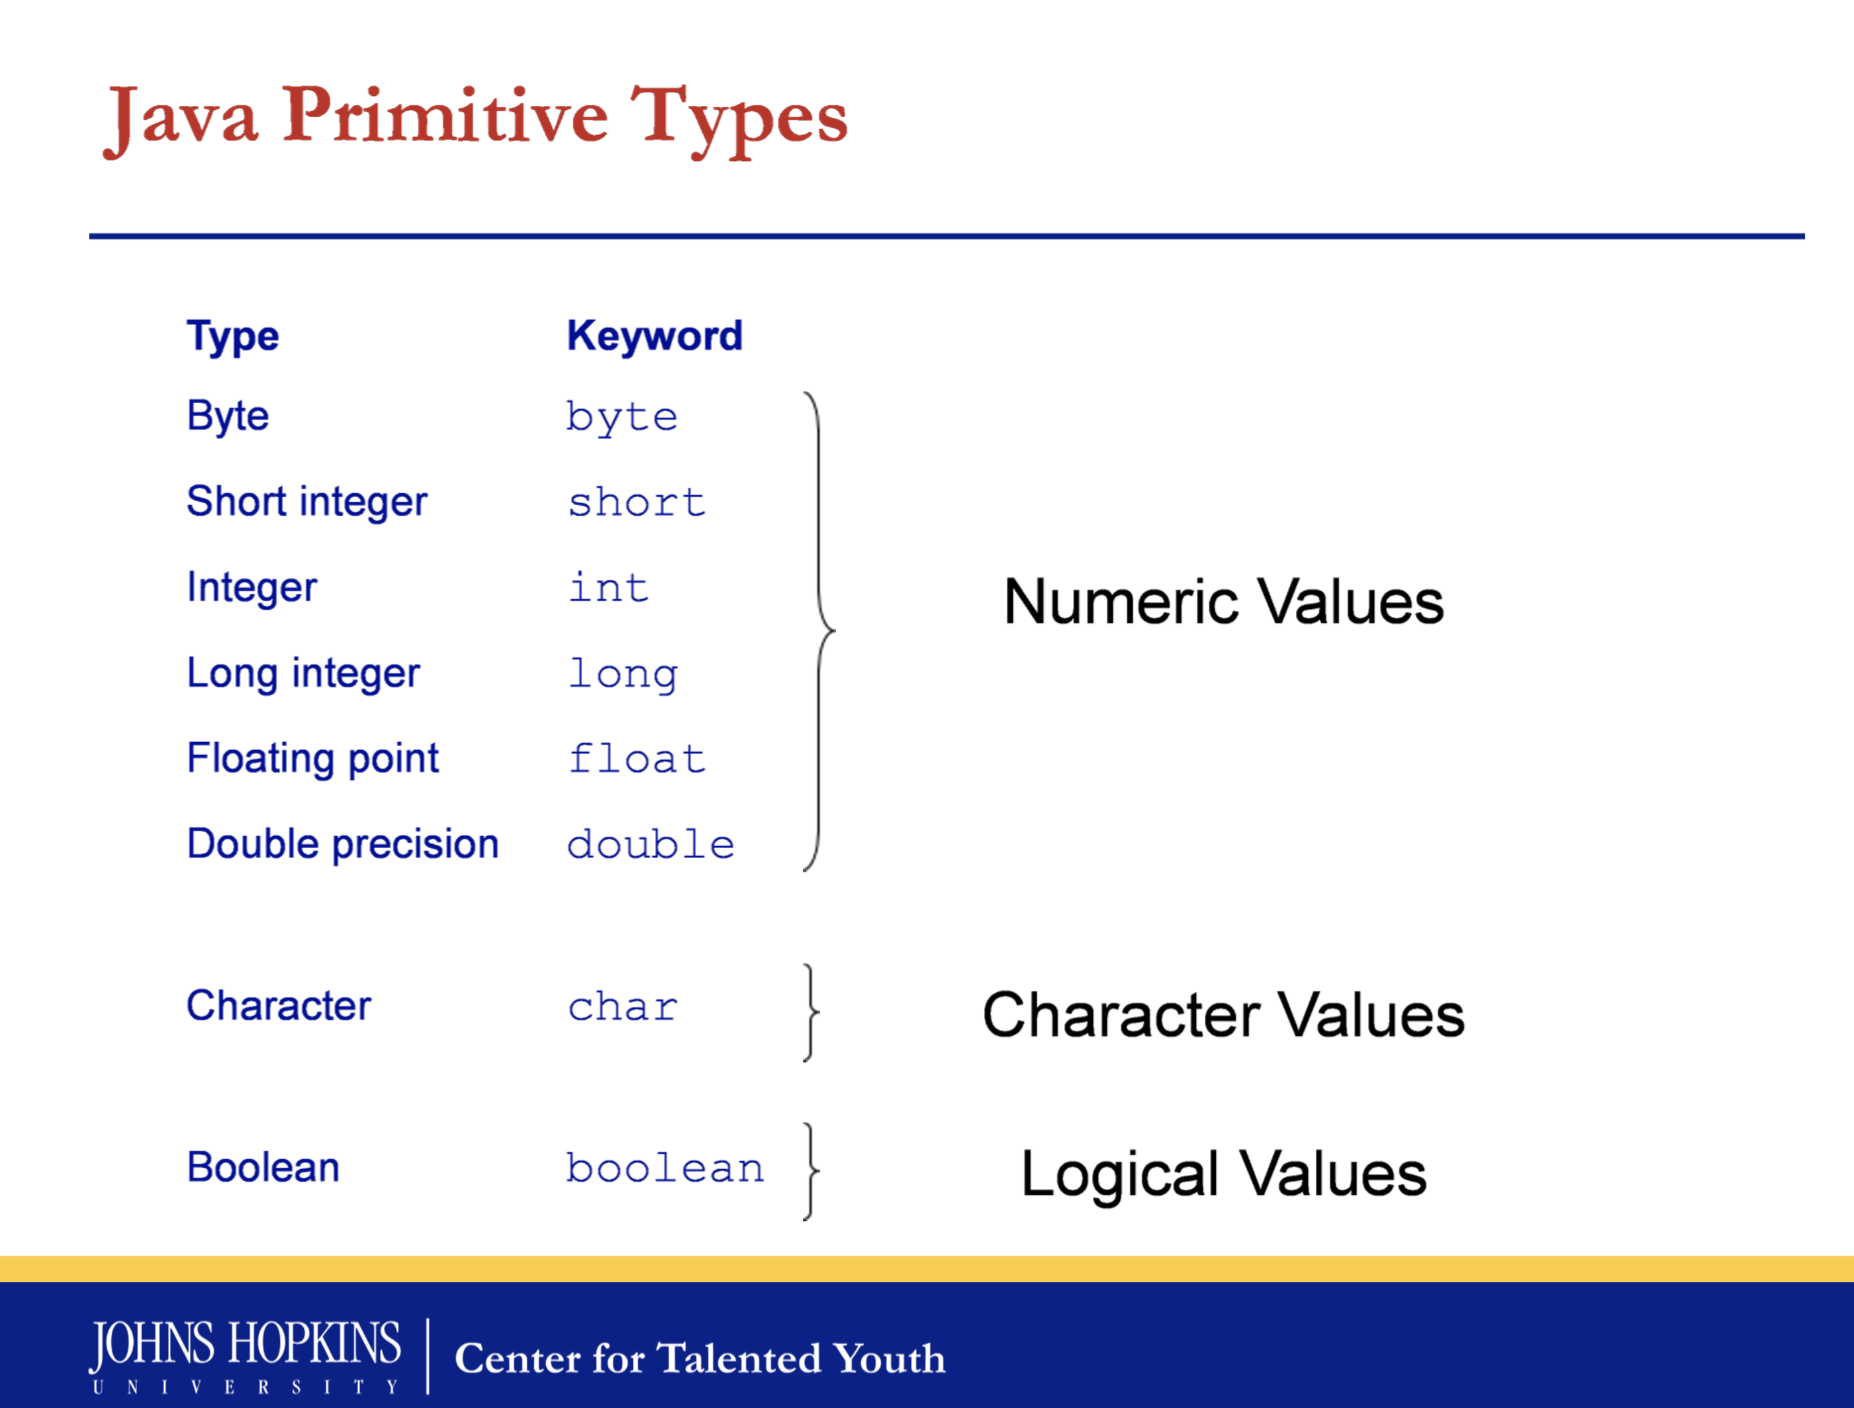 Java Primitive Types
Type Keyword
Byte byte
Short integer short
Integer int
Long integer long
Floating point float
Double precision double
Numeric Values
Character char
Character Values
Boolean boolean
Logical Values
JOHNS HOPKINS
UNIVERSITY
Center for Talented Youth